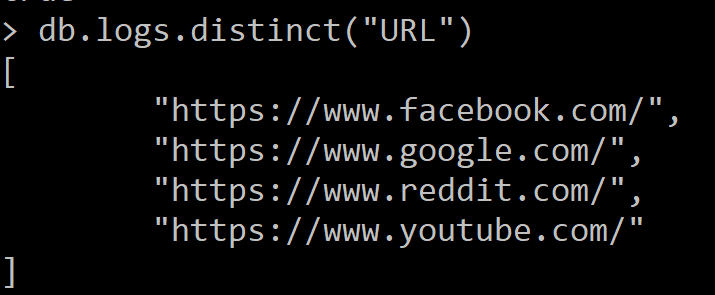 > db.logs.distinct("URL")
[
"https://www.facebook.com/",
"https://www.google.com/",
"https://www.reddit.com/",
"https://www.youtube.com/"
]